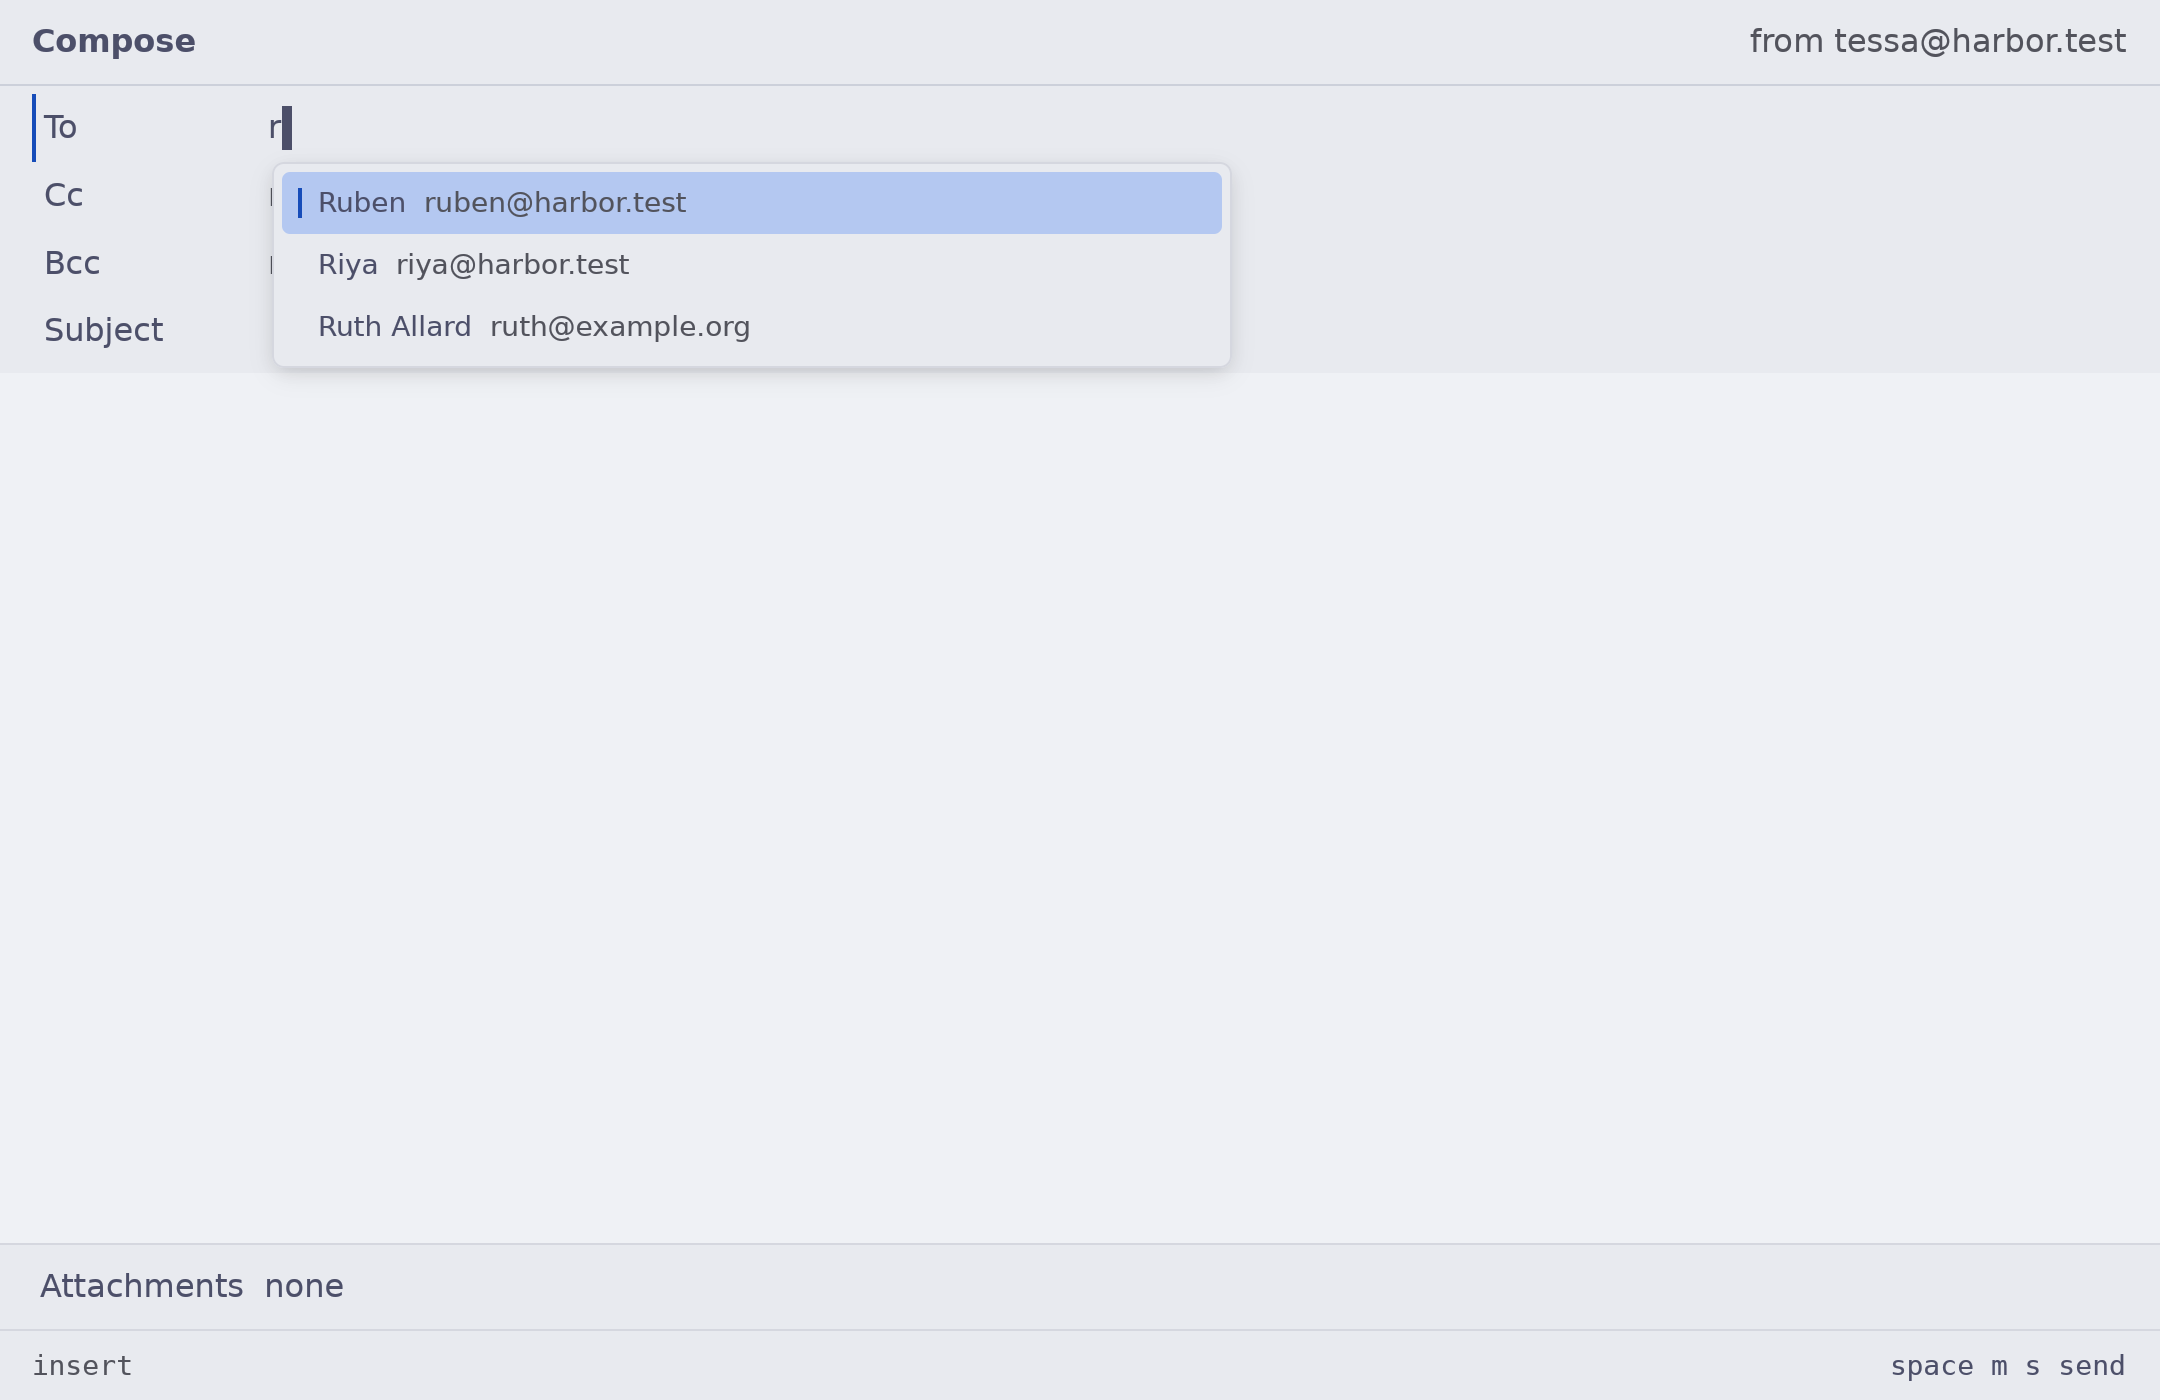 Compose from tessa@harbor.test
To r
Cc
Ruben ruben@harbor.test
Bcc
Riya riya@harbor.test
Subject
Ruth Allard ruth@example.org
Attachments none
insert space m s send